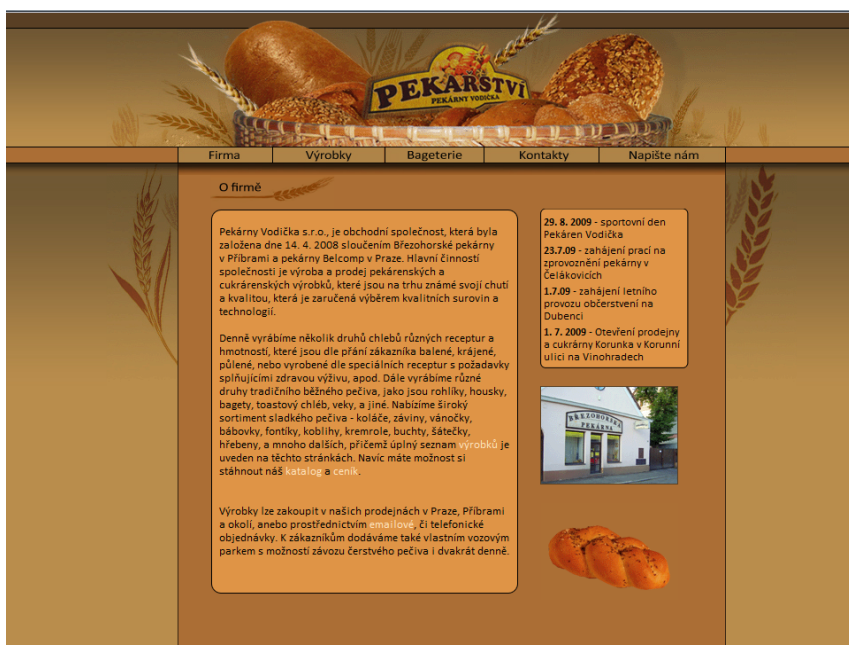 PEKAŘSTVÍ
PEKÁRNY VODIČKA
Firma
Výrobky
Bageterie
Kontakty
Napište nám
O firmě
Pekárny Vodička s.r.o., je obchodní společnost, která byla
založena dne 14. 4. 2008 sloučením Březohorské pekárny
v Příbrami a pekárny Belcomp v Praze. Hlavní činností
společnosti je výroba a prodej pekárenských a
cukrárenských výrobků, které jsou na trhu známé svojí chutí
a kvalitou, která je zaručená výběrem kvalitních surovin a
technologií.
Denně vyrábíme několik druhů chlebů různých receptur a
hmotností, které jsou dle přání zákazníka balené, krájené,
půlené, nebo vyrobené dle speciálních receptur s požadavky
splňujícími zdravou výživu, apod. Dále vyrábíme různé
druhy tradičního běžného pečiva, jako jsou rohlíky, housky,
bagety, toastový chléb, veky, a jiné. Nabízíme široký
sortiment sladkého pečiva - koláče, záviny, vánočky,
bábovky, fontíky, koblihy, kremrole, buchty, šátečky,
hřebeny, a mnoho dalších, přičemž úplný seznam výrobků je
uveden na těchto stránkách. Navíc máte možnost si
stáhnout náš katalog a ceník.
Výrobky lze zakoupit v našich prodejnách v Praze, Příbrami
a okolí, anebo prostřednictvím emailové, či telefonické
objednávky. K zákazníkům dodáváme také vlastním vozovým
parkem s možností závozu čerstvého pečiva i dvakrát denně.
29. 8. 2009 - sportovní den
Pekáren Vodička
23.7.09 - zahájení prací na
zprovoznění pekárny v
Čelákovicích
1.7.09 - zahájení letního
provozu občerstvení na
Dubenci
1. 7. 2009 - Otevření prodejny
a cukrárny Korunka v Korunní
ulici na Vinohradech
BŘEZOHORSKÁ
PEKÁRNA